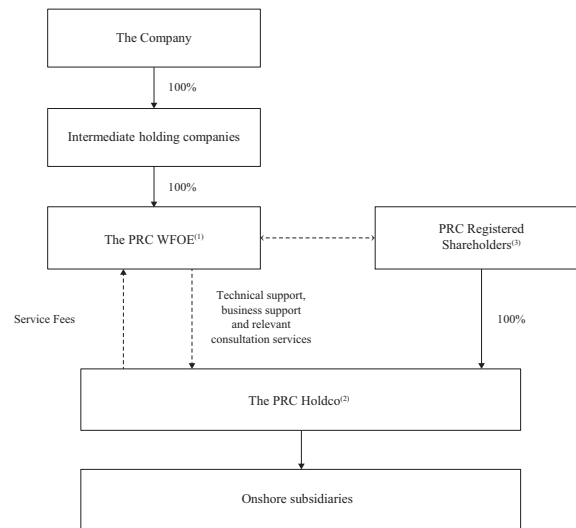 The Company
100%
Intermediate holding companies
100%
The PRC WFOE(1)
PRC Registered
Shareholders(3)
Service Fees
Technical support,
business support
and relevant
consultation services
100%
The PRC Holdco(2)
Onshore subsidiaries